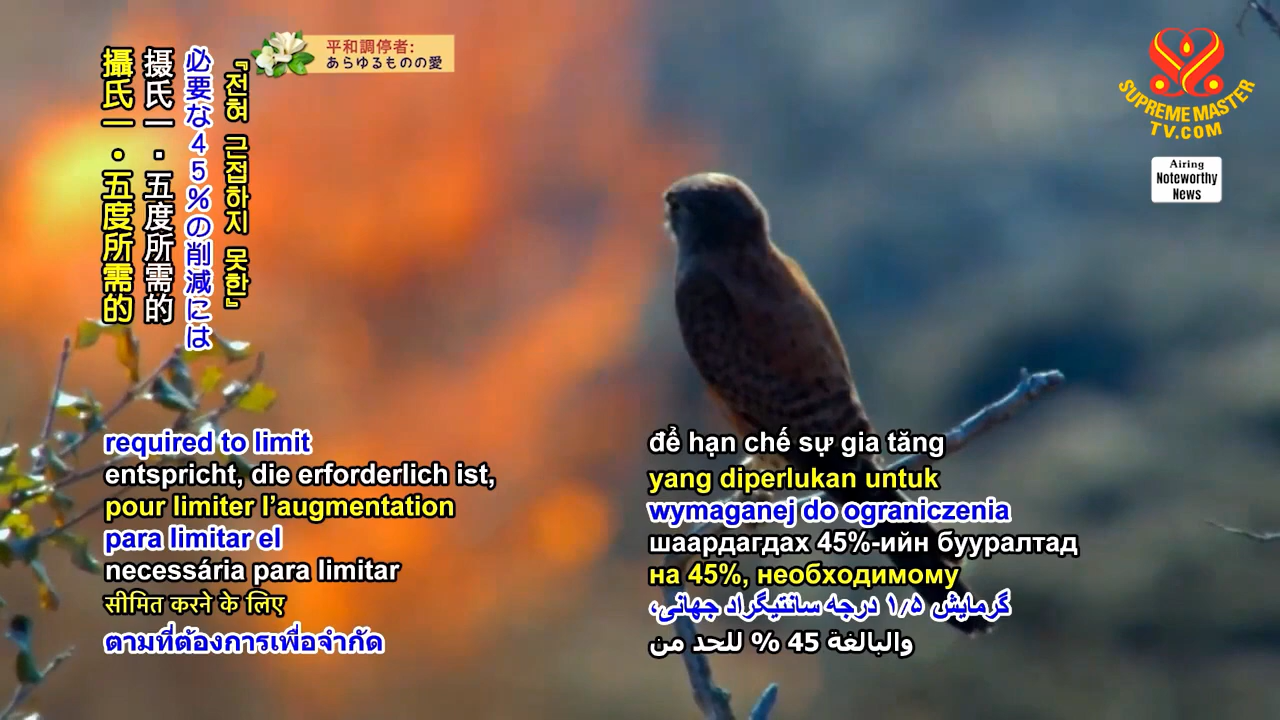 平和調停者:
あらゆるものの愛
SUPREME MASTER
TV.COM
Airing
Noteworthy
News
『전혀 근접하지 못한』
必要な45%の削減には
摄氏一．五度所需的
攝氏一．五度所需的
required to limit
entspricht, die erforderlich ist,
pour limiter l’augmentation
para limitar el
necessária para limitar
सीमित करने के लिए
ตามที่ต้องการเพื่อจำกัด
để hạn chế sự gia tăng
yang diperlukan untuk
wymaganej do ograniczenia
шаардагдах 45%-ийн бууралтад
на 45%, необходимому
گرمایش ۱٫۵ درجه سانتیگراد جهانی،
والبالغة 45 % للحد من